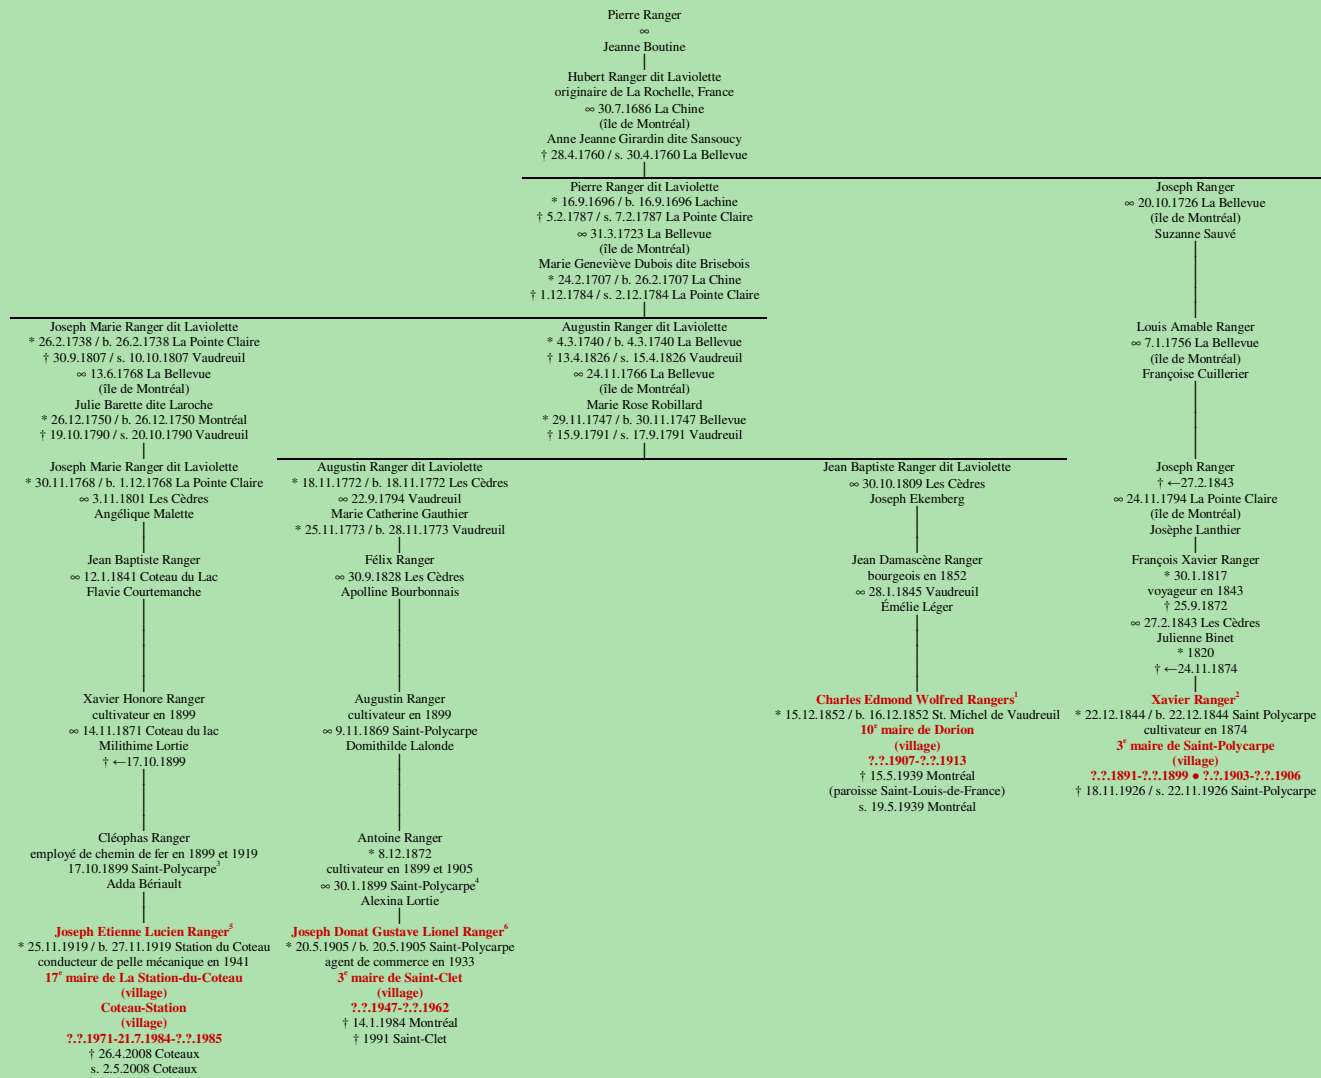 Pierre Ranger
∞
Jeanne Boutine
Hubert Ranger dit Laviolette
originaire de La Rochelle, France
∞ 30.7.1686 La Chine
(île de Montréal)
Anne Jeanne Girardin dite Sansoucy
† 28.4.1760 / s. 30.4.1760 La Bellevue
Pierre Ranger dit Laviolette
* 16.9.1696 / b. 16.9.1696 Lachine
† 5.2.1787 / s. 7.2.1787 La Pointe Claire
∞ 31.3.1723 La Bellevue
(île de Montréal)
Marie Geneviève Dubois dite Brisebois
* 24.2.1707 / b. 26.2.1707 La Chine
† 1.12.1784 / s. 2.12.1784 La Pointe Claire
Joseph Ranger
∞ 20.10.1726 La Bellevue
(île de Montréal)
Suzanne Sauvé
Joseph Marie Ranger dit Laviolette
* 26.2.1738 / b. 26.2.1738 La Pointe Claire
† 30.9.1807 / s. 10.10.1807 Vaudreuil
∞ 13.6.1768 La Bellevue
(île de Montréal)
Julie Barette dite Laroche
* 26.12.1750 / b. 26.12.1750 Montréal
† 19.10.1790 / s. 20.10.1790 Vaudreuil
Augustin Ranger dit Laviolette
* 4.3.1740 / b. 4.3.1740 La Bellevue
† 13.4.1826 / s. 15.4.1826 Vaudreuil
∞ 24.11.1766 La Bellevue
(île de Montréal)
Marie Rose Robillard
* 29.11.1747 / b. 30.11.1747 Bellevue
† 15.9.1791 / s. 17.9.1791 Vaudreuil
Louis Amable Ranger
∞ 7.1.1756 La Bellevue
(île de Montréal)
Françoise Cuillerier
Joseph Marie Ranger dit Laviolette
* 30.11.1768 / b. 1.12.1768 La Pointe Claire
∞ 3.11.1801 Les Cèdres
Angélique Malette
Augustin Ranger dit Laviolette
* 18.11.1772 / b. 18.11.1772 Les Cèdres
∞ 22.9.1794 Vaudreuil
Marie Catherine Gauthier
* 25.11.1773 / b. 28.11.1773 Vaudreuil
Jean Baptiste Ranger dit Laviolette
∞ 30.10.1809 Les Cèdres
Joseph Ekemberg
Joseph Ranger
† ←27.2.1843
∞ 24.11.1794 La Pointe Claire
(île de Montréal)
Josèphe Lanthier
Jean Baptiste Ranger
∞ 12.1.1841 Coteau du Lac
Flavie Courtemanche
Félix Ranger
∞ 30.9.1828 Les Cèdres
Apolline Bourbonnais
Jean Damascène Ranger
bourgeois en 1852
∞ 28.1.1845 Vaudreuil
Émélie Léger
François Xavier Ranger
* 30.1.1817
voyageur en 1843
† 25.9.1872
∞ 27.2.1843 Les Cèdres
Julienne Binet
* 1820
† ←24.11.1874
Xavier Honore Ranger
cultivateur en 1899
∞ 14.11.1871 Coteau du lac
Milithime Lortie
† ←17.10.1899
Augustin Ranger
cultivateur en 1899
∞ 9.11.1869 Saint-Polycarpe
Domithilde Lalonde
Charles Edmond Wolfred Rangers¹
* 15.12.1852 / b. 16.12.1852 St. Michel de Vaudreuil
10ᵉ maire de Dorion
(village)
?.?.1907-?.?.1913
† 15.5.1939 Montréal
(paroisse Saint-Louis-de-France)
s. 19.5.1939 Montréal
Xavier Ranger²
* 22.12.1844 / b. 22.12.1844 Saint Polycarpe
cultivateur en 1874
3ᵉ maire de Saint-Polycarpe
(village)
?.?.1891-?.?.1899 ● ?.?.1903-?.?.1906
† 18.11.1926 / s. 22.11.1926 Saint-Polycarpe
Cléophas Ranger
employé de chemin de fer en 1899 et 1919
17.10.1899 Saint-Polycarpe³
Adda Bériault
Antoine Ranger
* 8.12.1872
cultivateur en 1899 et 1905
∞ 30.1.1899 Saint-Polycarpe⁴
Alexina Lortie
Joseph Etienne Lucien Ranger⁵
* 25.11.1919 / b. 27.11.1919 Station du Coteau
conducteur de pelle mécanique en 1941
17ᵉ maire de La Station-du-Coteau
(village)
Coteau-Station
(village)
?.?.1971-21.7.1984-?.?.1985
† 26.4.2008 Coteaux
s. 2.5.2008 Coteaux
Joseph Donat Gustave Lionel Ranger⁶
* 20.5.1905 / b. 20.5.1905 Saint-Polycarpe
agent de commerce en 1933
3ᵉ maire de Saint-Clet
(village)
?.?.1947-?.?.1962
† 14.1.1984 Montréal
† 1991 Saint-Clet